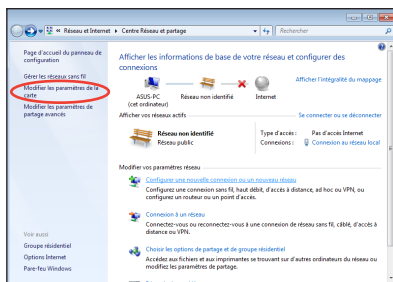 Réseau et Internet
Centre Réseau et partage
Rechercher
Page d'accueil du panneau de
configuration
Gérer les réseaux sans fil
Modifier les paramètres de la
carte
Modifier les paramètres de
partage avancés
Voir aussi
Groupe résidentiel
Options Internet
Pare-feu Windows
Afficher les informations de base de votre réseau et configurer des
connexions
Afficher l'intégralité du mappage
ASUS-PC
(cet ordinateur)
Réseau non identifié
Internet
Afficher vos réseaux actifs
Se connecter ou se déconnecter
Réseau non identifié
Réseau public
Type d'accès : Pas d'accès Internet
Connexions : Connexion au réseau local
Modifier vos paramètres réseau
Configurer une nouvelle connexion ou un nouveau réseau
Configurez une connexion sans fil, haut débit, d'accès à distance, ad hoc ou VPN, ou
configurez un routeur ou un point d'accès.
Connexion à un réseau
Connectez-vous ou reconnectez-vous à une connexion de réseau sans fil, câblé, d'accès à
distance ou VPN.
Choisir les options de partage et de groupe résidentiel
Accédez aux fichiers et aux imprimantes se trouvant sur d'autres ordinateurs du réseau ou
modifiez les paramètres de partage.